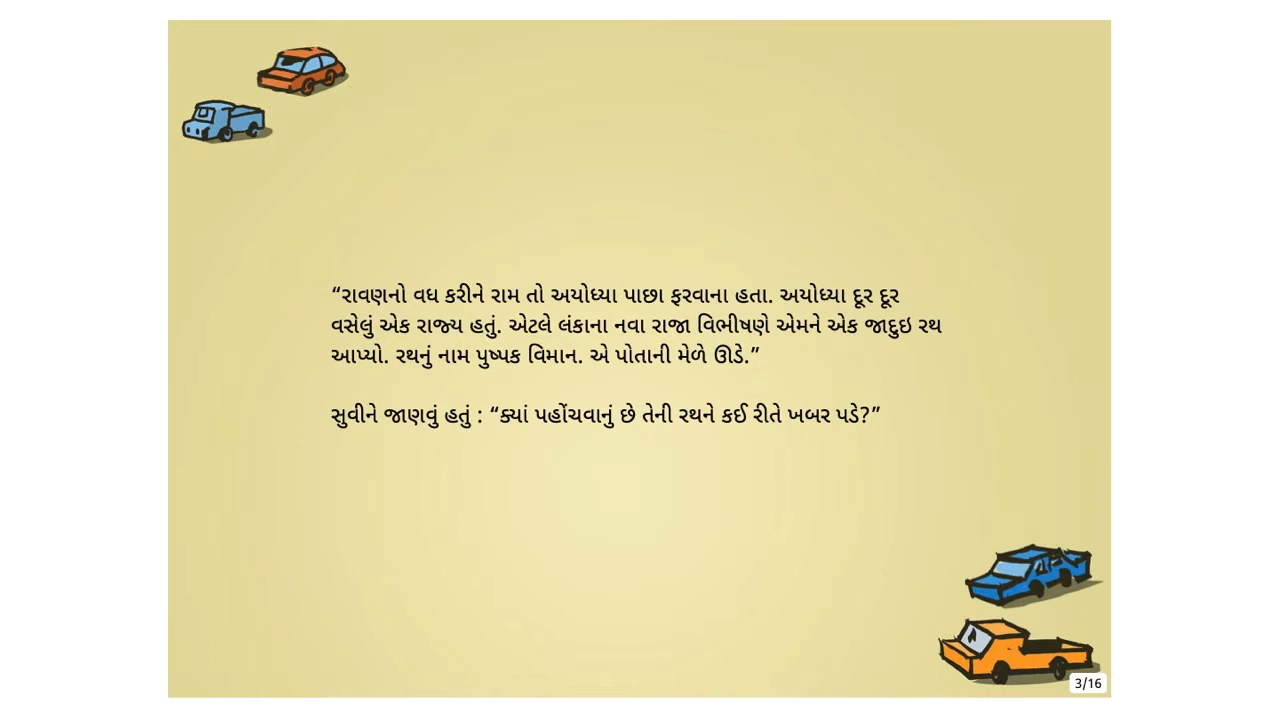 “રાવણનો વધ કરીને રામ તો અયોધ્યા પાછા ફરવાના હતા. અયોધ્યા દૂર દૂર
વસેલું એક રાજ્ય હતું. એટલે લંકાના નવા રાજા વિભીષણે એમને એક જાદુઇ રથ
આપ્યો. રથનું નામ પુષ્પક વિમાન. એ પોતાની મેળે ઊડે.”
સુવીને જાણવું હતું : “ક્યાં પહોંચવાનું છે તેની રથને કઈ રીતે ખબર પડે?”
3/16